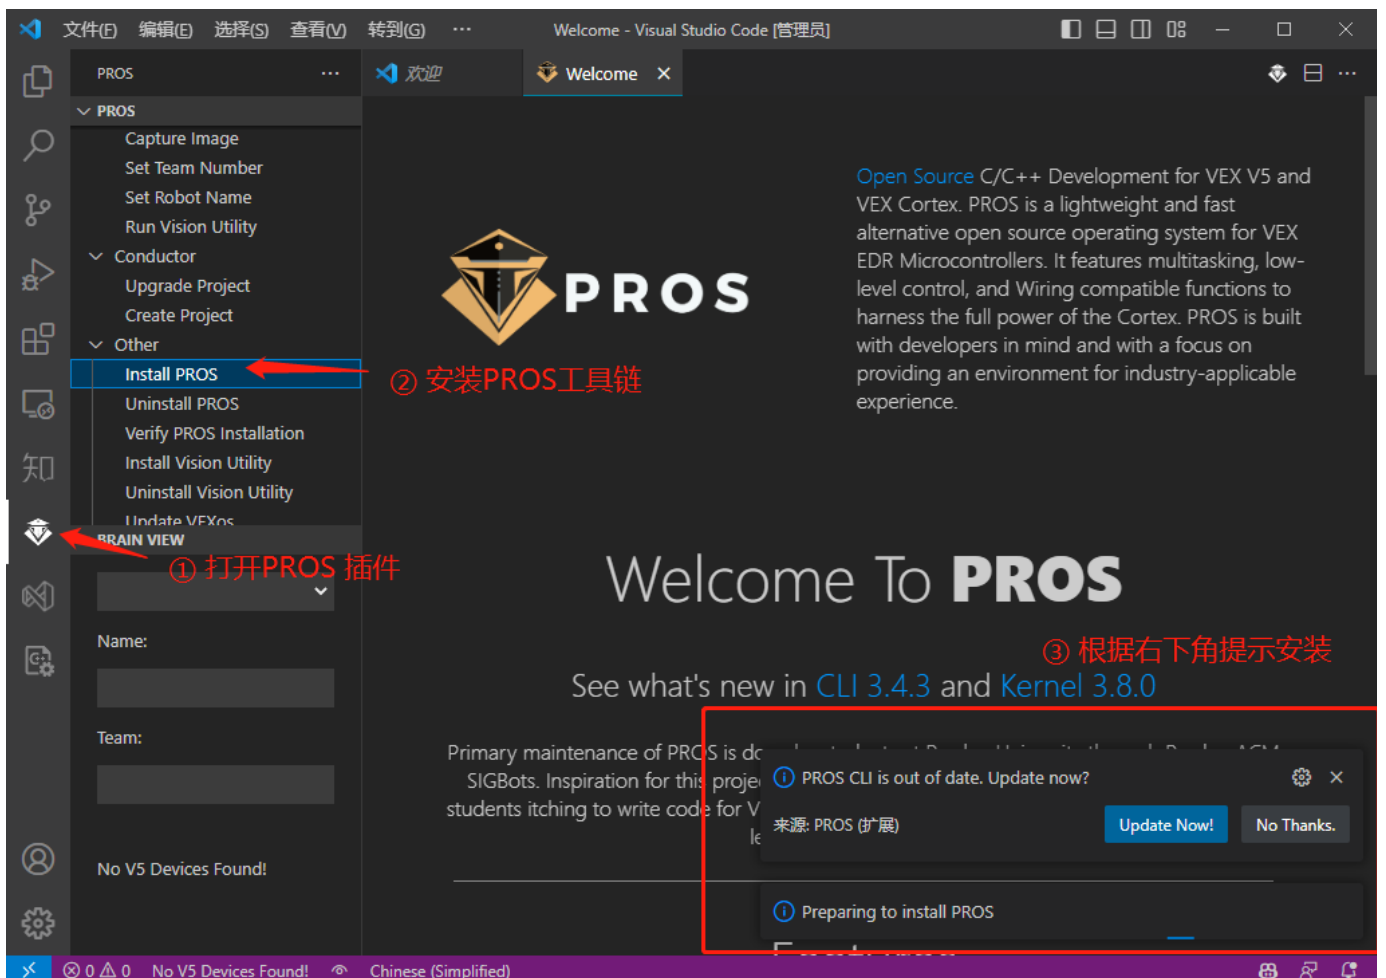 文件(F) 编辑(E) 选择(S) 查看(V) 转到(G) ··· Welcome - Visual Studio Code [管理员]
PROS ···
欢迎
Welcome
PROS
Capture Image
Set Team Number
Set Robot Name
Run Vision Utility
Conductor
Upgrade Project
Create Project
Other
Install PROS
Uninstall PROS
Verify PROS Installation
Install Vision Utility
Uninstall Vision Utility
Update VEXos
知
② 安装PROS工具链
① 打开PROS 插件
BRAIN VIEW
Name:
Team:
No V5 Devices Found!
PROS
Open Source C/C++ Development for VEX V5 and
VEX Cortex. PROS is a lightweight and fast
alternative open source operating system for VEX
EDR Microcontrollers. It features multitasking, low-
level control, and Wiring compatible functions to
harness the full power of the Cortex. PROS is built
with developers in mind and with a focus on
providing an environment for industry-applicable
experience.
Welcome To PROS
③ 根据右下角提示安装
See what's new in CLI 3.4.3 and Kernel 3.8.0
Primary maintenance of PROS is
SIGBots. Inspiration for this
students itching to write code for
PROS CLI is out of date. Update now?
来源: PROS (扩展)
Update Now!
No Thanks.
Preparing to install PROS
0 0 No V5 Devices Found! Chinese (Simplified)